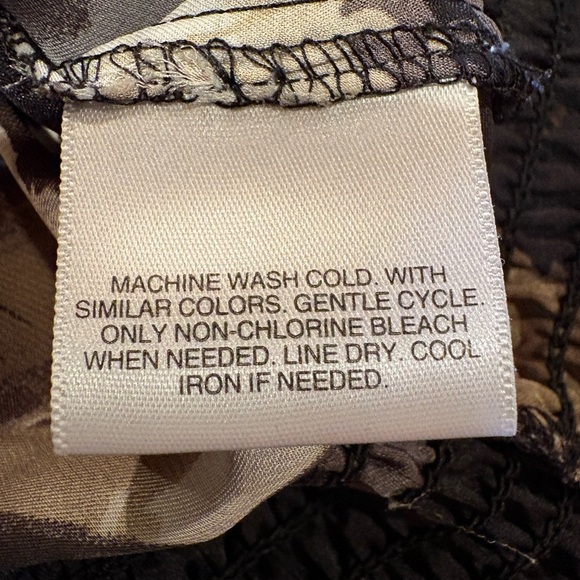 MACHINE WASH COLD. WITH
SIMILAR COLORS. GENTLE CYCLE.
ONLY NON-CHLORINE BLEACH
WHEN NEEDED. LINE DRY. COOL
IRON IF NEEDED.